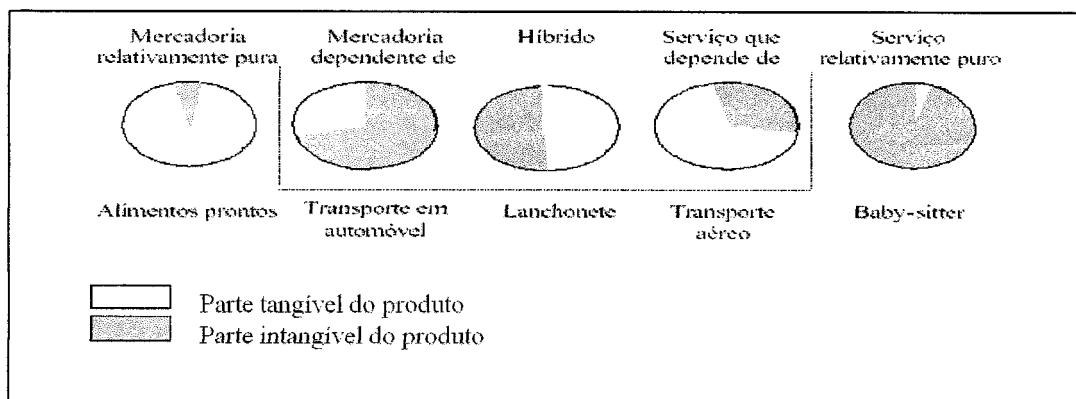 Mercadoria
relativamente pura
Mercadoria
dependente de
Híbrido
Serviço que
depende de
Serviço
relativamente puro
Alimentos prontos
Transporte em
automóvel
Lanchonete
Transporte
aéreo
Baby-sitter
Parte tangível do produto
Parte intangível do produto